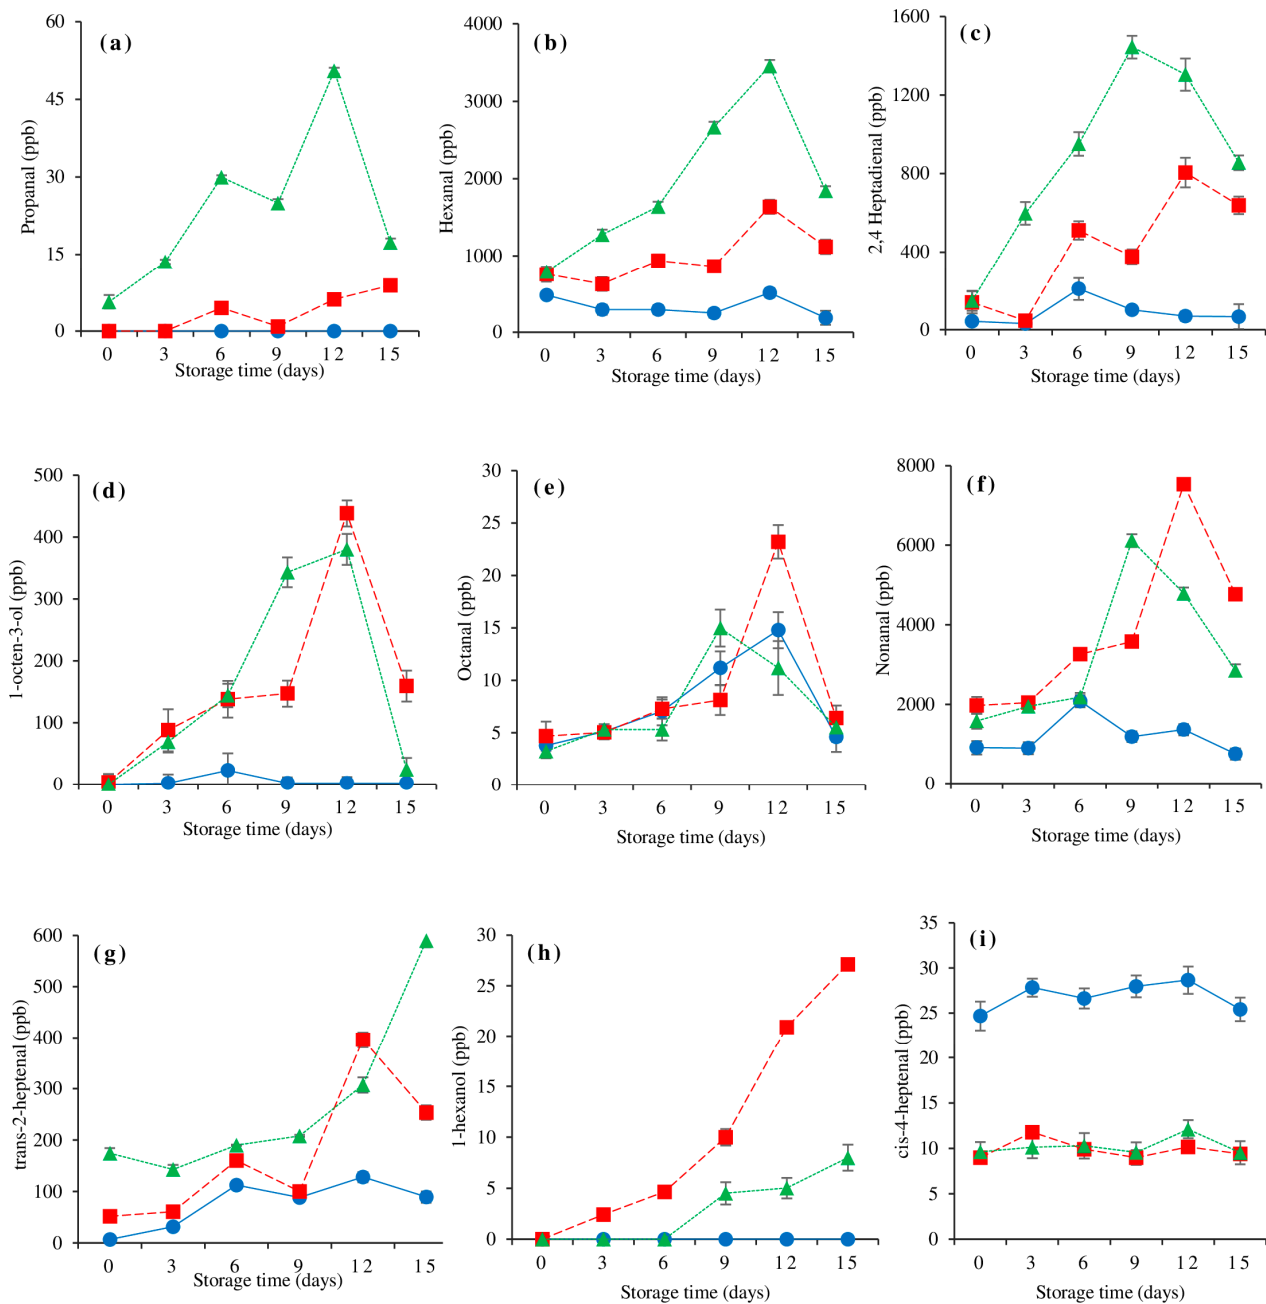 (a)
Propanal (ppb)
60
45
30
15
0
0 3 6 9 12 15
Storage time (days)
(b)
Hexanal (ppb)
4000
3000
2000
1000
0
0 3 6 9 12 15
Storage time (days)
(c)
2,4 Heptadienal (ppb)
1600
1200
800
400
0
0 3 6 9 12 15
Storage time (days)
(d)
1-octen-3-ol (ppb)
500
400
300
200
100
0
0 3 6 9 12 15
Storage time (days)
(e)
Octanal (ppb)
30
25
20
15
10
5
0
0 3 6 9 12 15
Storage time (days)
(f)
Nonanal (ppb)
8000
6000
4000
2000
0
0 3 6 9 12 15
Storage time (days)
(g)
trans-2-heptenal (ppb)
600
500
400
300
200
100
0
0 3 6 9 12 15
Storage time (days)
(h)
1-hexanol (ppb)
30
25
20
15
10
5
0
0 3 6 9 12 15
Storage time (days)
(i)
cis-4-heptenal (ppb)
35
30
25
20
15
10
5
0
0 3 6 9 12 15
Storage time (days)